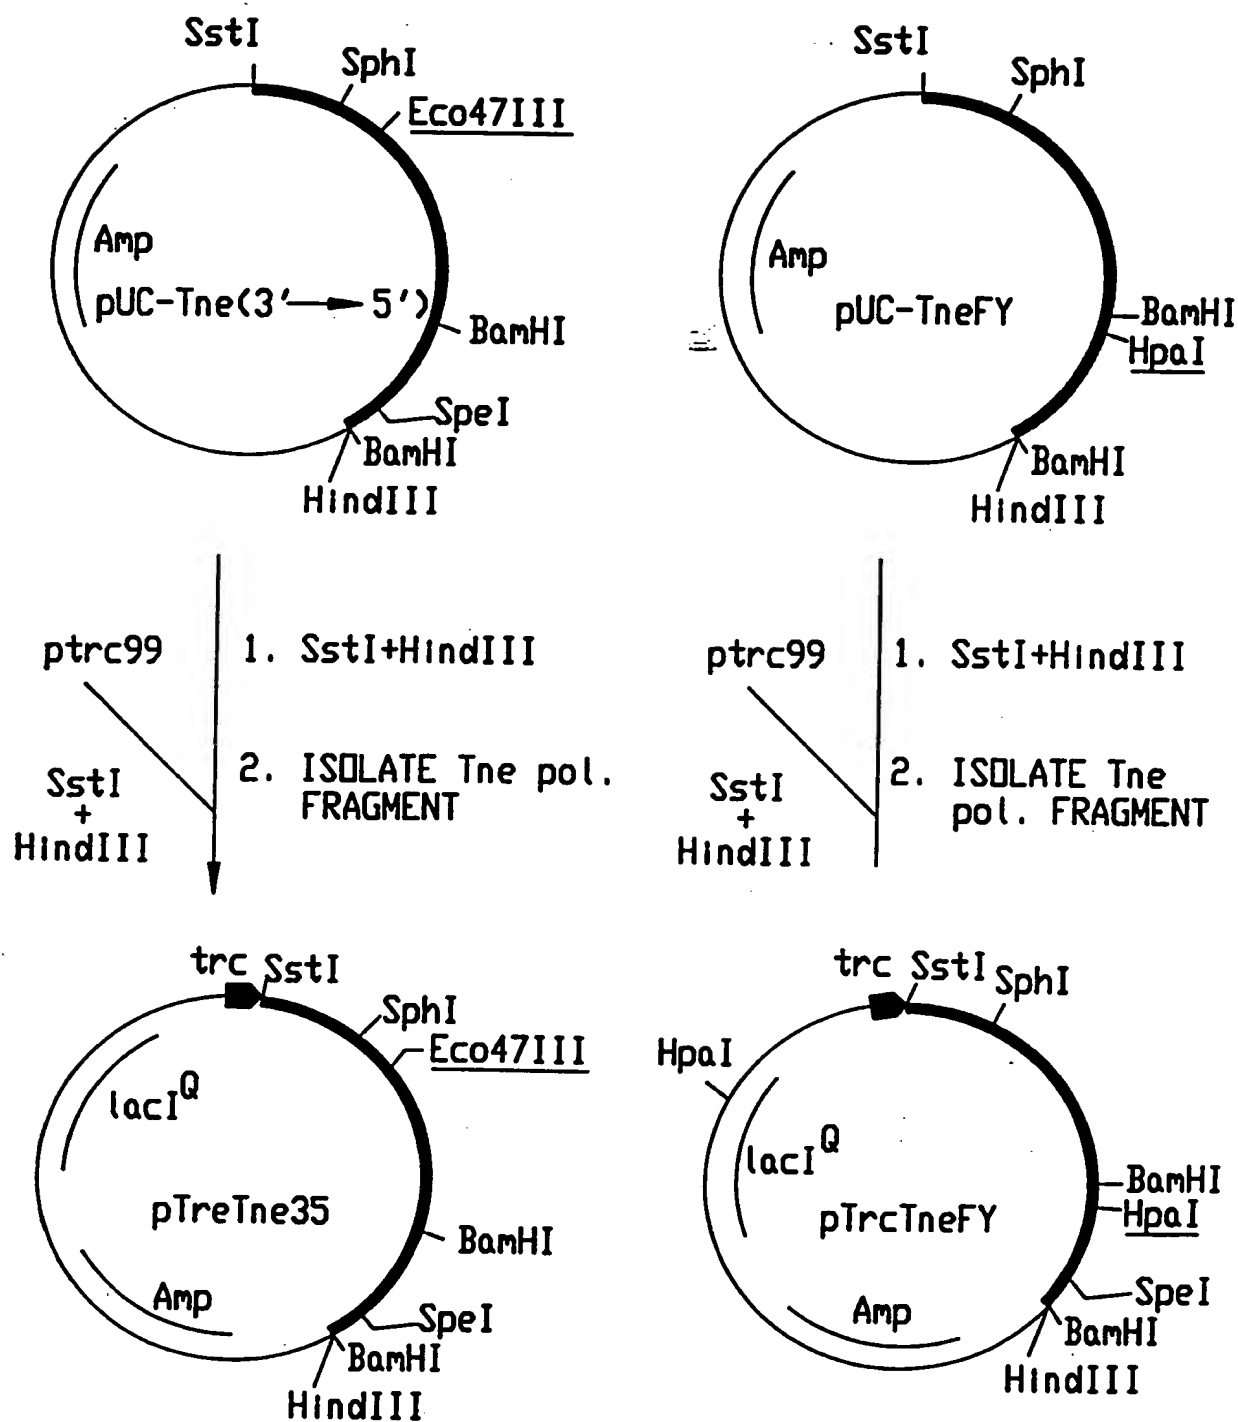 SstI
SphI
Eco47III
Amp
pUC-Tne(3′ → 5′)
BamHI
SpeI
BamHI
HindIII
SstI
SphI
Amp
pUC-TneFY
BamHI
HpaI
BamHI
HindIII
ptrc99
1. SstI+HindIII
2. ISOLATE Tne pol.
FRAGMENT
SstI
+
HindIII
ptrc99
1. SstI+HindIII
2. ISOLATE Tne
pol. FRAGMENT
SstI
+
HindIII
trc SstI
SphI
Eco47III
lacI^Q
pTreTne35
BamHI
Amp
SpeI
BamHI
HindIII
trc SstI SphI
HpaI
lacI^Q
pTrcTneFY
BamHI
HpaI
Amp
SpeI
BamHI
HindIII